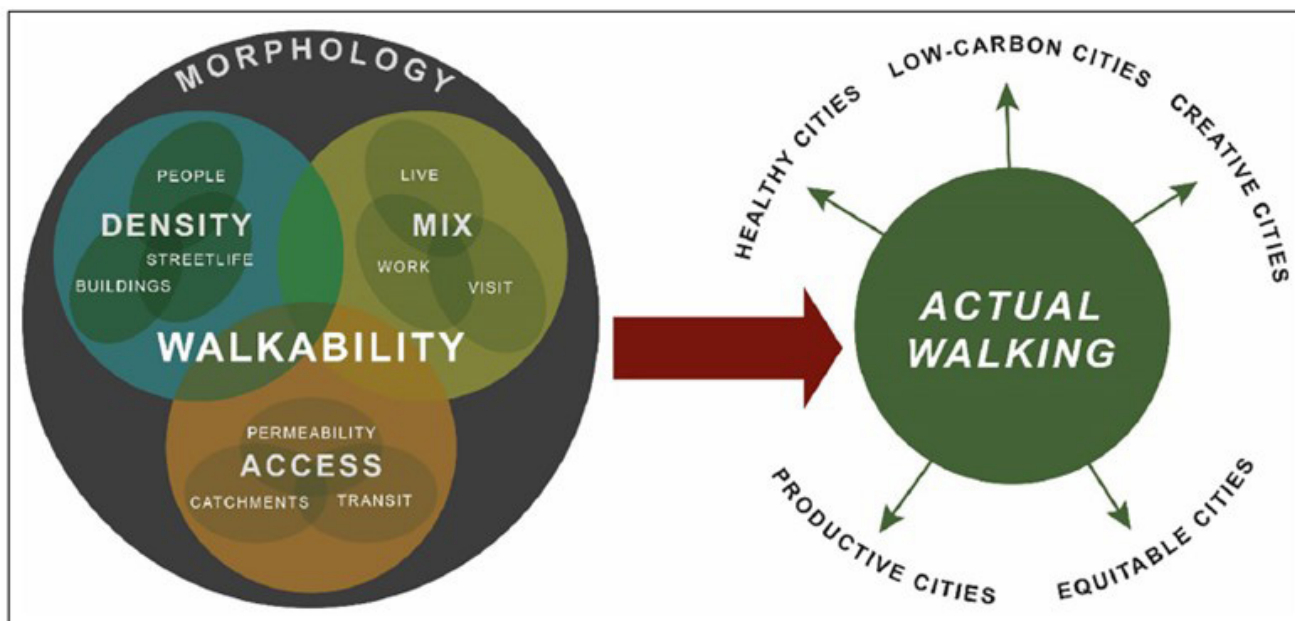 MORPHOLOGY
PEOPLE
DENSITY
STREETLIFE
BUILDINGS
LIVE
MIX
WORK
VISIT
WALKABILITY
PERMEABILITY
ACCESS
CATCHMENTS
TRANSIT
HEALTHY CITIES
LOW-CARBON CITIES
CREATIVE CITIES
ACTUAL
WALKING
PRODUCTIVE CITIES
EQUITABLE CITIES